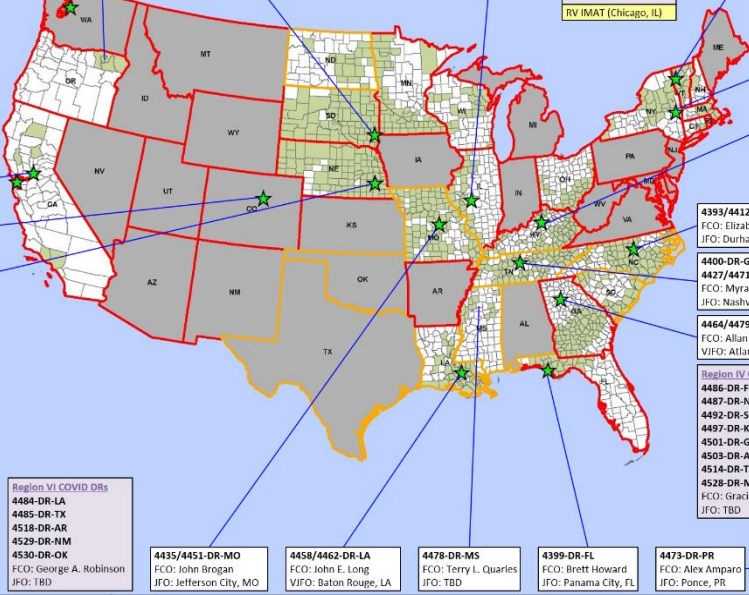 RV IMAT (Chicago, IL)
WA
MT
ND
MN
ME
OR
ID
SD
WI
VT
NH
NY
MA
CT
RI
WY
MI
IA
PA
NJ
NE
OH
MD
NV
UT
CO
IL
IN
WV
VA
CA
KS
MO
KY
NC
TN
AZ
NM
OK
AR
SC
MS
AL
GA
TX
LA
FL
4393/4412
FCO: Elizab
JFO: Durha
4400-DR-G
4427/4471
FCO: Myra
JFO: Nashv
4464/4479
FCO: Allan
VJFO: Atlan
Region IV C
4486-DR-F
4487-DR-N
4492-DR-S
4497-DR-K
4501-DR-G
4503-DR-A
4514-DR-T
4528-DR-M
FCO: Graci
JFO: TBD
Region VI COVID DRs
4484-DR-LA
4485-DR-TX
4518-DR-AR
4529-DR-NM
4530-DR-OK
FCO: George A. Robinson
JFO: TBD
4435/4451-DR-MO
FCO: John Brogan
JFO: Jefferson City, MO
4458/4462-DR-LA
FCO: John E. Long
VJFO: Baton Rouge, LA
4478-DR-MS
FCO: Terry L. Quarles
JFO: TBD
4399-DR-FL
FCO: Brett Howard
JFO: Panama City, FL
4473-DR-PR
FCO: Alex Amparo
JFO: Ponce, PR